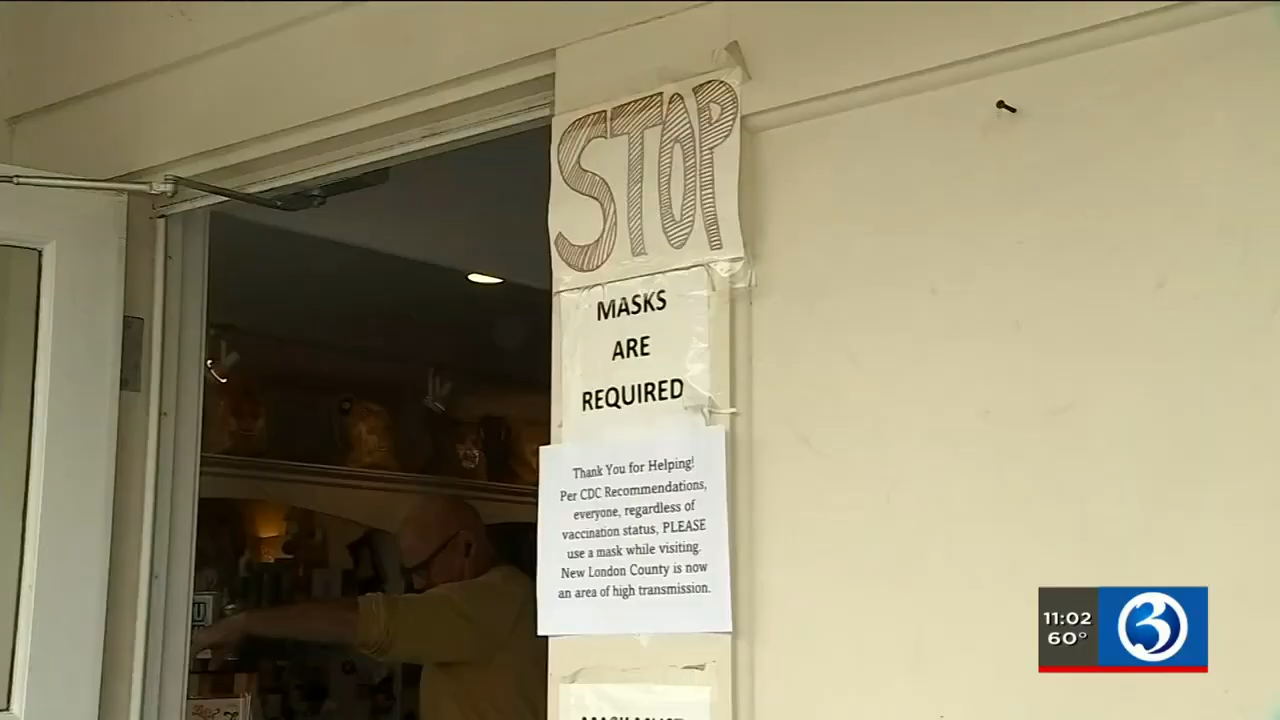 STOP
MASKS
ARE
REQUIRED
Thank You for Helping!
Per CDC Recommendations,
everyone, regardless of
vaccination status, PLEASE
use a mask while visiting.
New London County is now
an area of high transmission.
11:02
60°
3